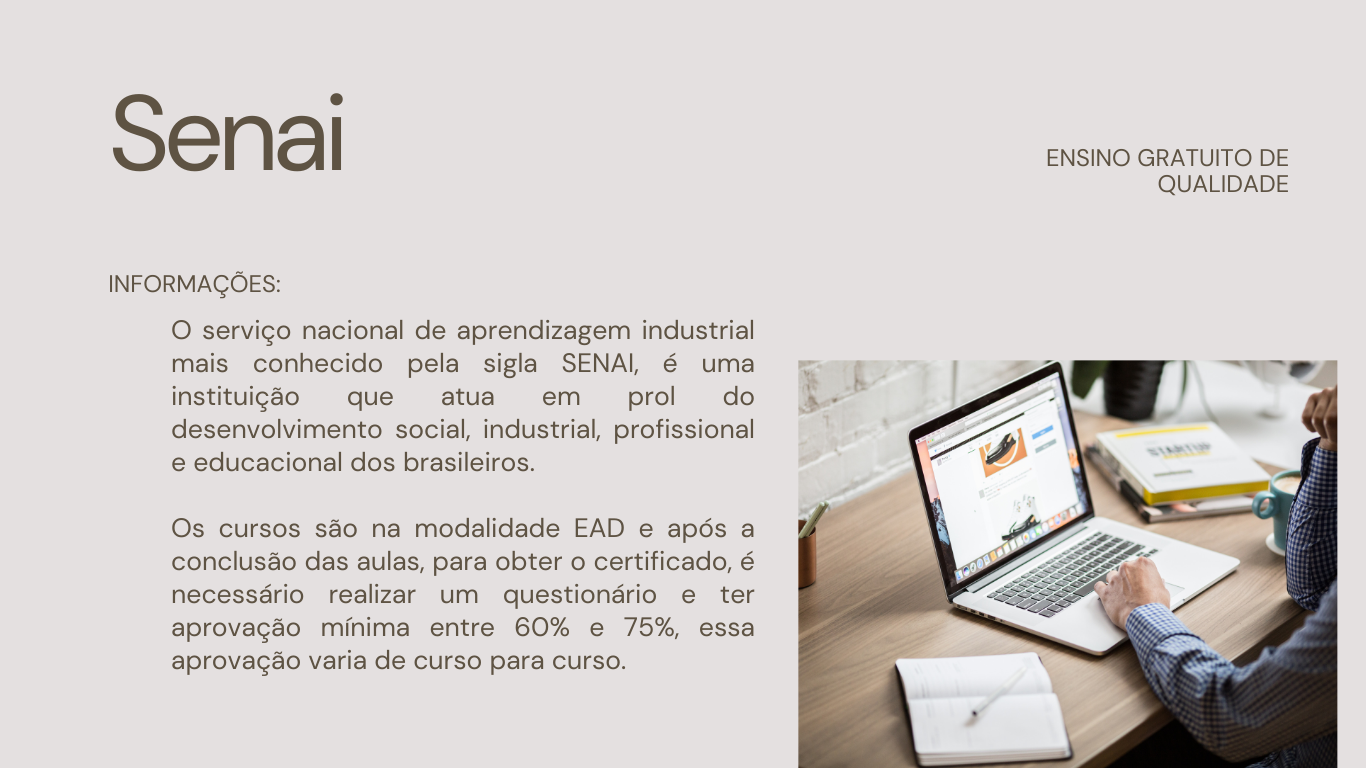 Senai
ENSINO GRATUITO DE
QUALIDADE
INFORMAÇÕES:
O serviço nacional de aprendizagem industrial
mais conhecido pela sigla SENAI, é uma
instituição que atua em prol do
desenvolvimento social, industrial, profissional
e educacional dos brasileiros.
Os cursos são na modalidade EAD e após a
conclusão das aulas, para obter o certificado, é
necessário realizar um questionário e ter
aprovação mínima entre 60% e 75%, essa
aprovação varia de curso para curso.
STARTUP